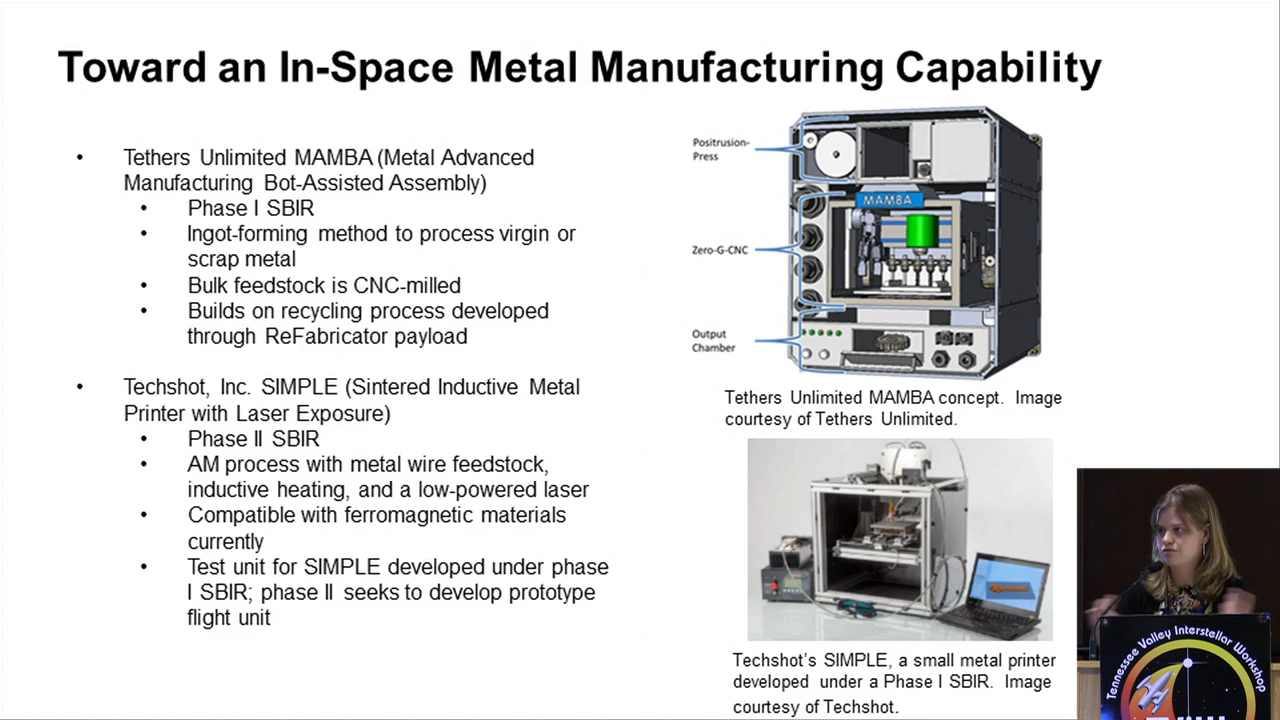 Toward an In-Space Metal Manufacturing Capability
• Tethers Unlimited MAMBA (Metal Advanced
Manufacturing Bot-Assisted Assembly)
• Phase I SBIR
• Ingot-forming method to process virgin or
scrap metal
• Bulk feedstock is CNC-milled
• Builds on recycling process developed
through ReFabricator payload
• Techshot, Inc. SIMPLE (Sintered Inductive Metal
Printer with Laser Exposure)
• Phase II SBIR
• AM process with metal wire feedstock,
inductive heating, and a low-powered laser
• Compatible with ferromagnetic materials
currently
• Test unit for SIMPLE developed under phase
I SBIR; phase II seeks to develop prototype
flight unit
Positrusion-
Press
MAMBA
Zero-G-CNC
Output
Chamber
Tethers Unlimited MAMBA concept. Image
courtesy of Tethers Unlimited.
Techshot's SIMPLE, a small metal printer
developed under a Phase I SBIR. Image
courtesy of Techshot.
Tennessee Valley Interstellar Workshop